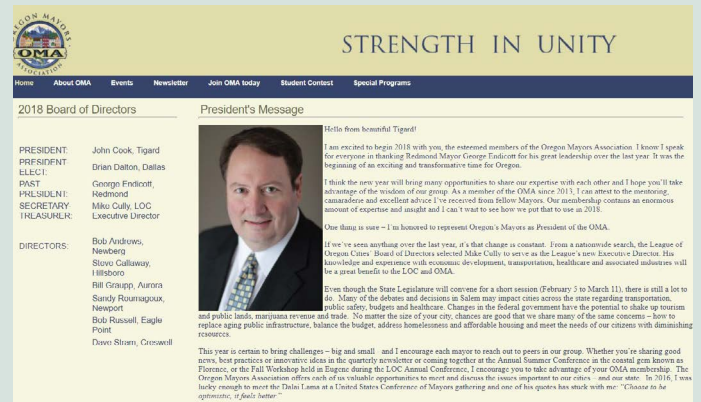 OREGON MAYORS
OMA
ASSOCIATION
STRENGTH IN UNITY
Home About OMA Events Newsletter Join OMA today Student Contest Special Programs
2018 Board of Directors
PRESIDENT: John Cook, Tigard
PRESIDENT ELECT: Brian Dalton, Dallas
PAST PRESIDENT: George Endicott, Redmond
SECRETARY TREASURER: Mike Cully, LOC Executive Director
DIRECTORS: Bob Andrews, Newberg
Steve Callaway, Hillsboro
Bill Graupp, Aurora
Sandy Roumagoux, Newport
Bob Russell, Eagle Point
Dave Stram, Creswell
President's Message
Hello from beautiful Tigard!
I am excited to begin 2018 with you, the esteemed members of the Oregon Mayors Association. I know I speak
for everyone in thanking Redmond Mayor George Endicott for his great leadership over the last year. It was the
beginning of an exciting and transformative time for Oregon.
I think the new year will bring many opportunities to share our expertise with each other and I hope you'll take
advantage of the wisdom of our group. As a member of the OMA since 2013, I can attest to the mentoring,
camaraderie and excellent advice I've received from fellow Mayors. Our membership contains an enormous
amount of expertise and insight and I can't wait to see how we put that to use in 2018.
One thing is sure – I'm honored to represent Oregon's Mayors as President of the OMA.
If we've seen anything over the last year, it's that change is constant. From a nationwide search, the League of
Oregon Cities' Board of Directors selected Mike Cully to serve as the League's new Executive Director. His
knowledge and experience with economic development, transportation, healthcare and associated industries will
be a great benefit to the LOC and OMA.
Even though the State Legislature will convene for a short session (February 5 to March 11), there is still a lot to
do. Many of the debates and decisions in Salem may impact cities across the state regarding transportation,
public safety, budgets and healthcare. Changes in the federal government have the potential to shake up tourism
and public lands, marijuana revenue and trade. No matter the size of your city, chances are good that we share many of the same concerns – how to
replace aging public infrastructure, balance the budget, address homelessness and affordable housing and meet the needs of our citizens with diminishing
resources.
This year is certain to bring challenges – big and small – and I encourage each mayor to reach out to peers in our group. Whether you're sharing good
news, best practices or innovative ideas in the quarterly newsletter or coming together at the Annual Summer Conference in the coastal gem known as
Florence, or the Fall Workshop held in Eugene during the LOC Annual Conference, I encourage you to take advantage of your OMA membership. The
Oregon Mayors Association offers each of us valuable opportunities to meet and discuss the issues important to our cities – and our state. In 2016, I was
lucky enough to meet the Dalai Lama at a United States Conference of Mayors gathering and one of his quotes has stuck with me: "Choose to be
optimistic, it feels better."